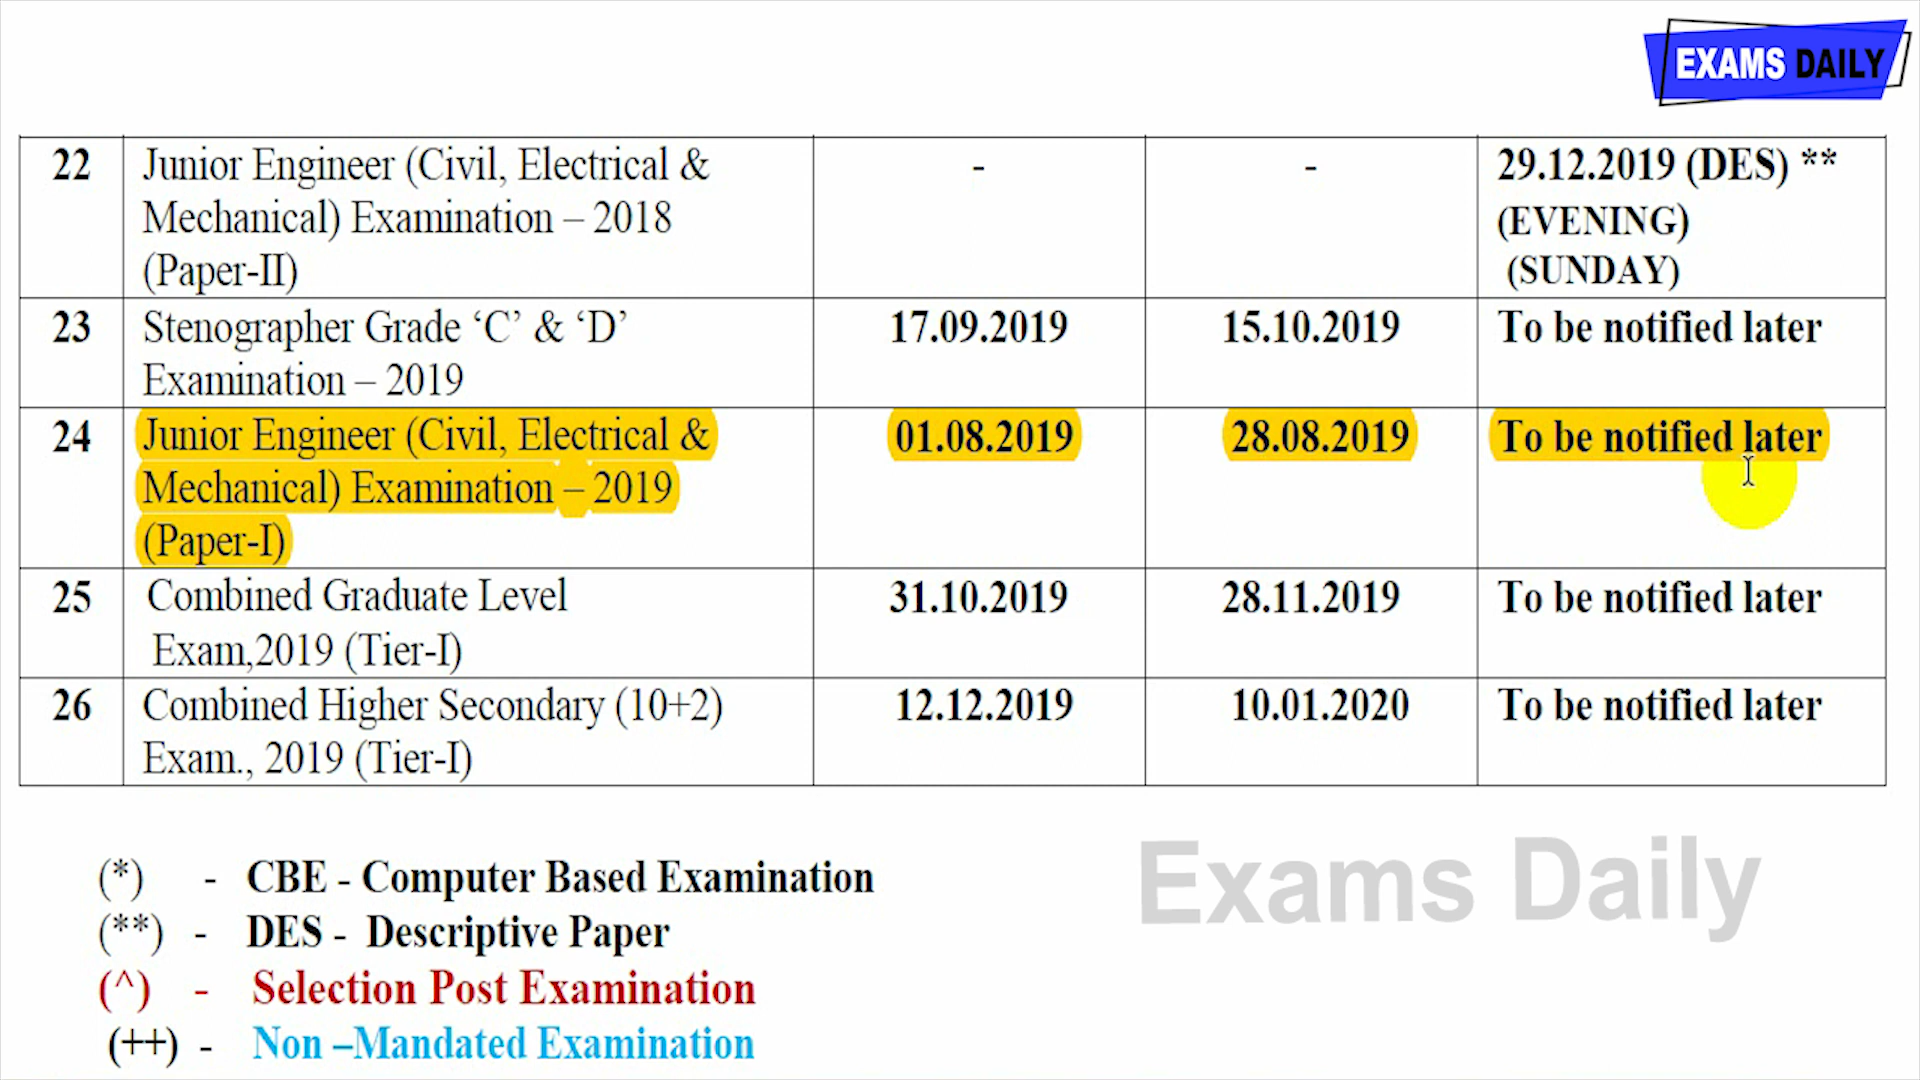 EXAMS DAILY
22 Junior Engineer (Civil, Electrical & - - 29.12.2019 (DES) **
Mechanical) Examination – 2018 (EVENING)
(Paper-II) (SUNDAY)
23 Stenographer Grade ‘C’ & ‘D’ 17.09.2019 15.10.2019 To be notified later
Examination – 2019
24 Junior Engineer (Civil, Electrical & 01.08.2019 28.08.2019 To be notified later
Mechanical) Examination – 2019
(Paper-I)
25 Combined Graduate Level 31.10.2019 28.11.2019 To be notified later
Exam,2019 (Tier-I)
26 Combined Higher Secondary (10+2) 12.12.2019 10.01.2020 To be notified later
Exam., 2019 (Tier-I)
(*) - CBE - Computer Based Examination
(**) - DES - Descriptive Paper
(^) - Selection Post Examination
(++) - Non –Mandated Examination
Exams Daily